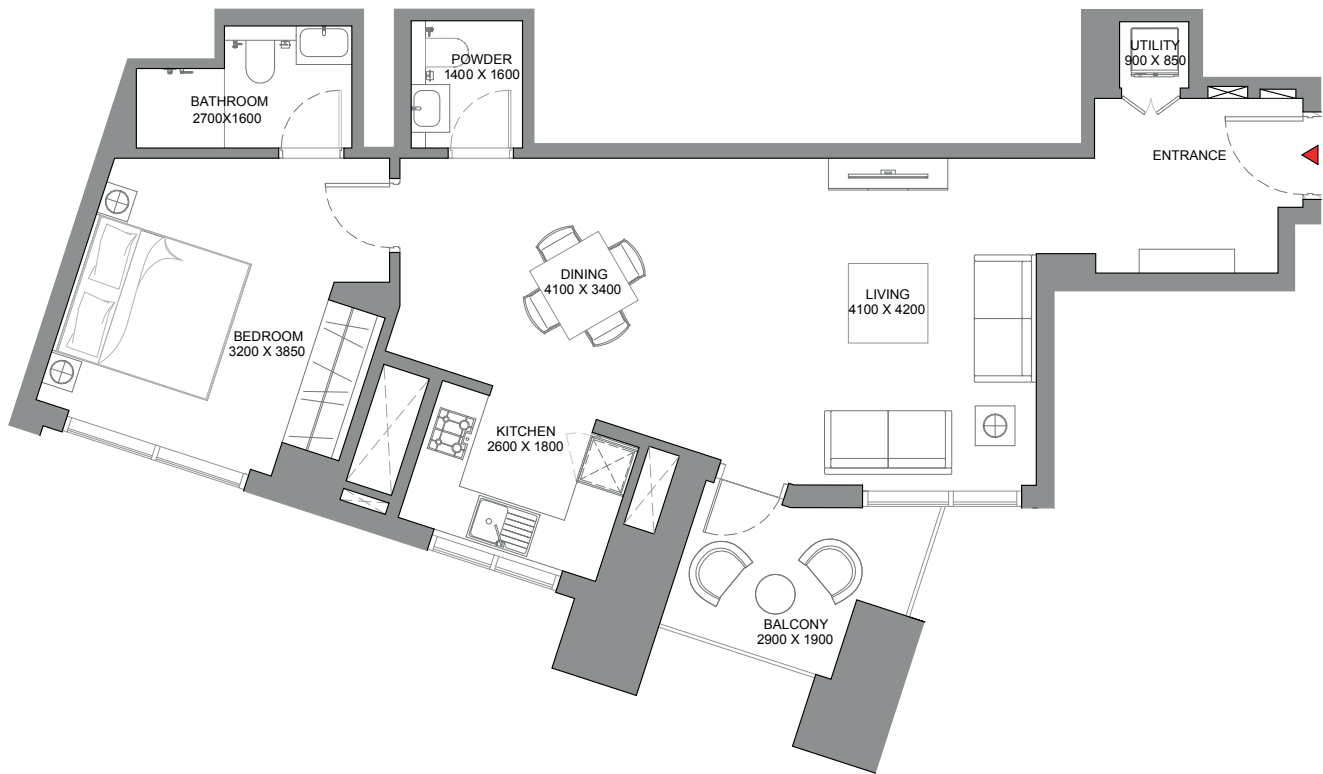 POWDER
1400 X 1600
UTILITY
900 X 850
BATHROOM
2700X1600
ENTRANCE
DINING
4100 X 3400
LIVING
4100 X 4200
BEDROOM
3200 X 3850
KITCHEN
2600 X 1800
BALCONY
2900 X 1900